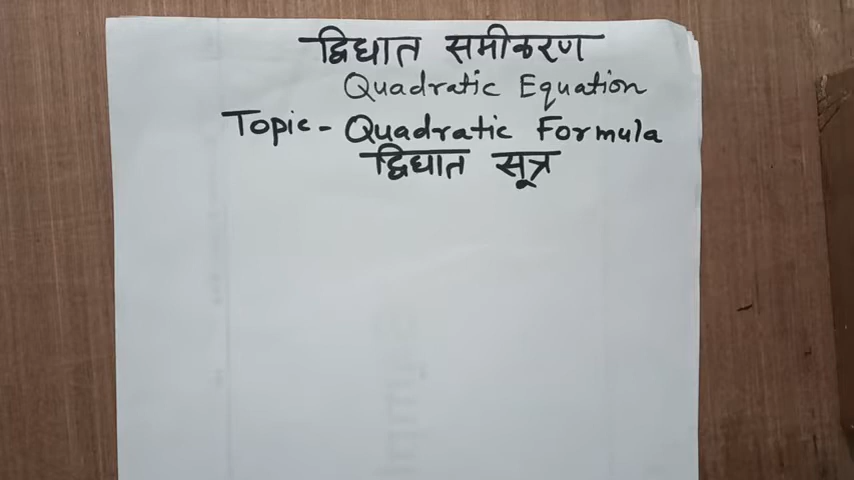 द्विघात समीकरण
Quadratic Equation
Topic - Quadratic Formula
द्विघात सूत्र